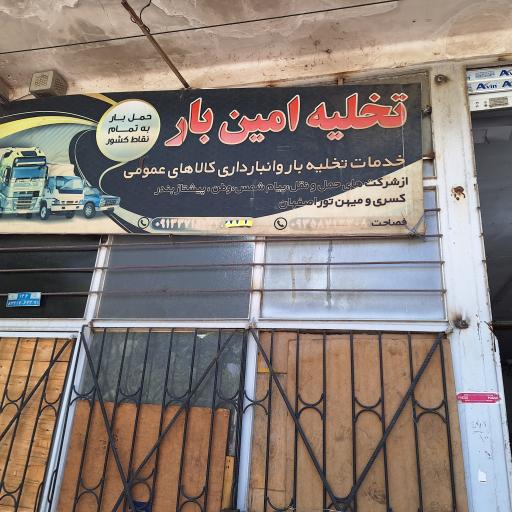 تخلیه امین بار
حمل بار
به تمام
نقاط کشور
خدمات تخلیه بار وانبارداری کالاهای عمومی
ازشرکت های حمل و نقل پیام شمس، وطن، پیشتاز بندر
کسری و میهن تور اصفهان
فصاحت